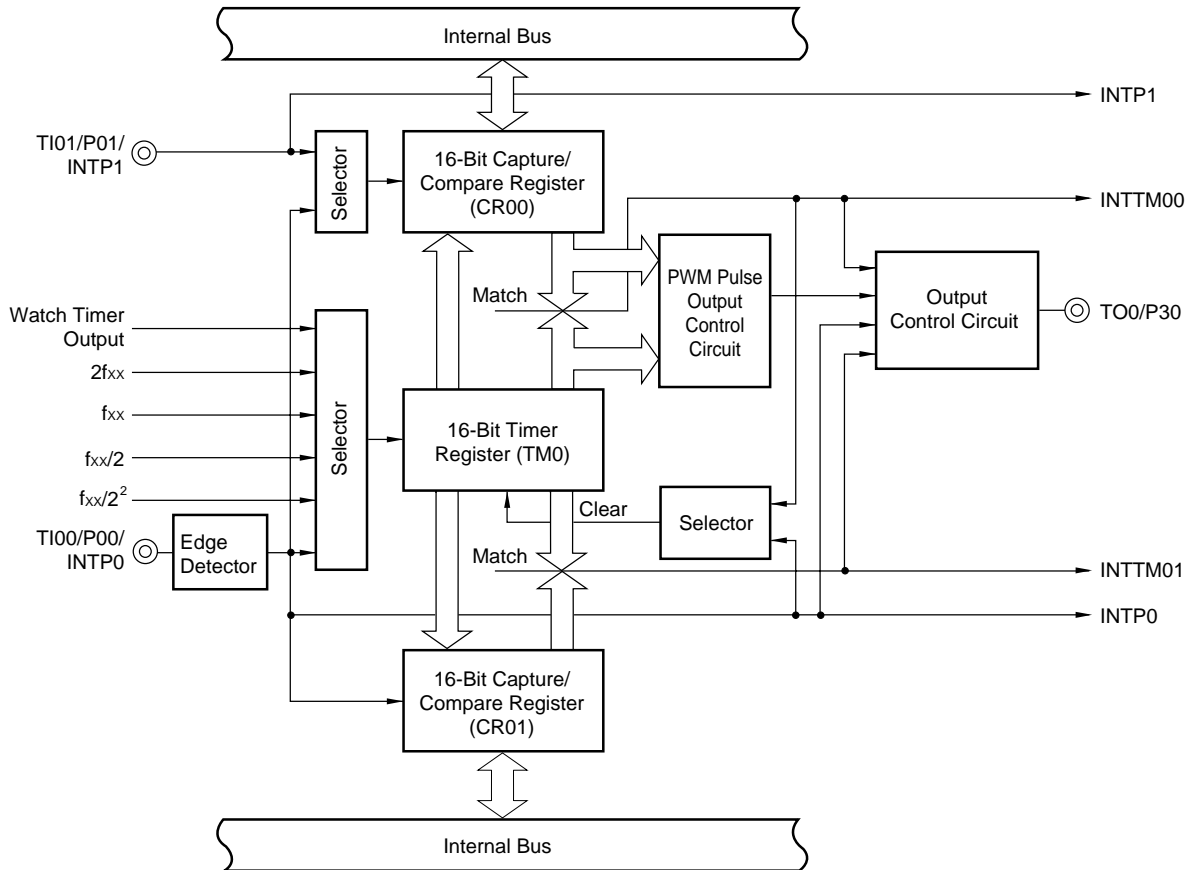 Internal Bus
INTP1
TI01/P01/
INTP1
Selector
16-Bit Capture/
Compare Register
(CR00)
INTTM00
Match
PWM Pulse
Output
Control
Circuit
Output
Control Circuit
TO0/P30
Watch Timer
Output
2fxx
fxx
fxx/2
fxx/2²
Selector
16-Bit Timer
Register (TM0)
Clear
Selector
TI00/P00/
INTP0
Edge
Detector
Match
INTTM01
INTP0
16-Bit Capture/
Compare Register
(CR01)
Internal Bus